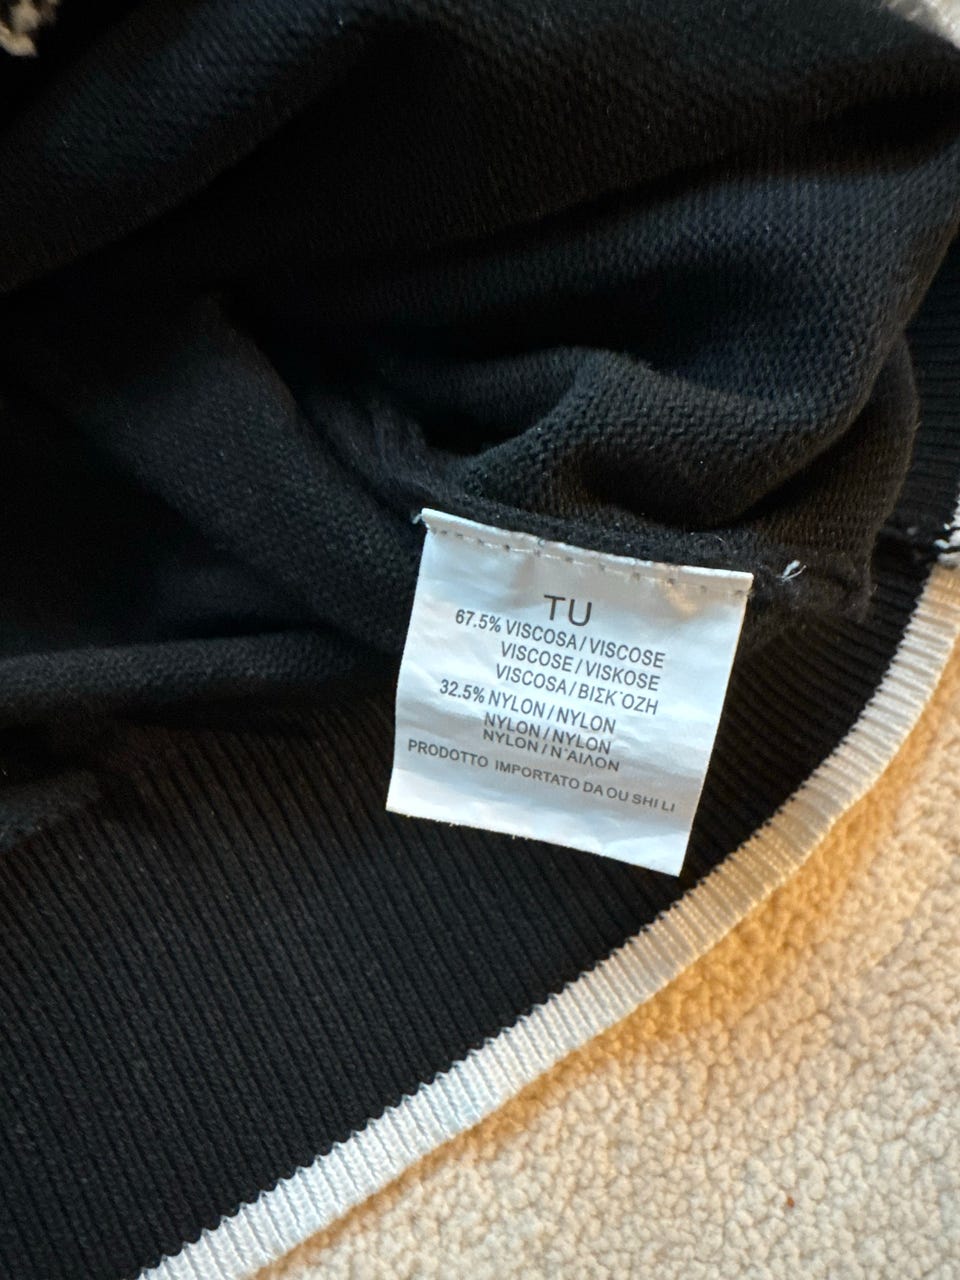 TU
67.5% VISCOSA / VISCOSE
VISCOSE / VISKOSE
VISCOSA / ΒΙΣΚ΄ΟΖΗ
32.5% NYLON / NYLON
NYLON / NYLON
NYLON / Ν΄ΑΙΛΟΝ
PRODOTTO IMPORTATO DA OU SHI LI